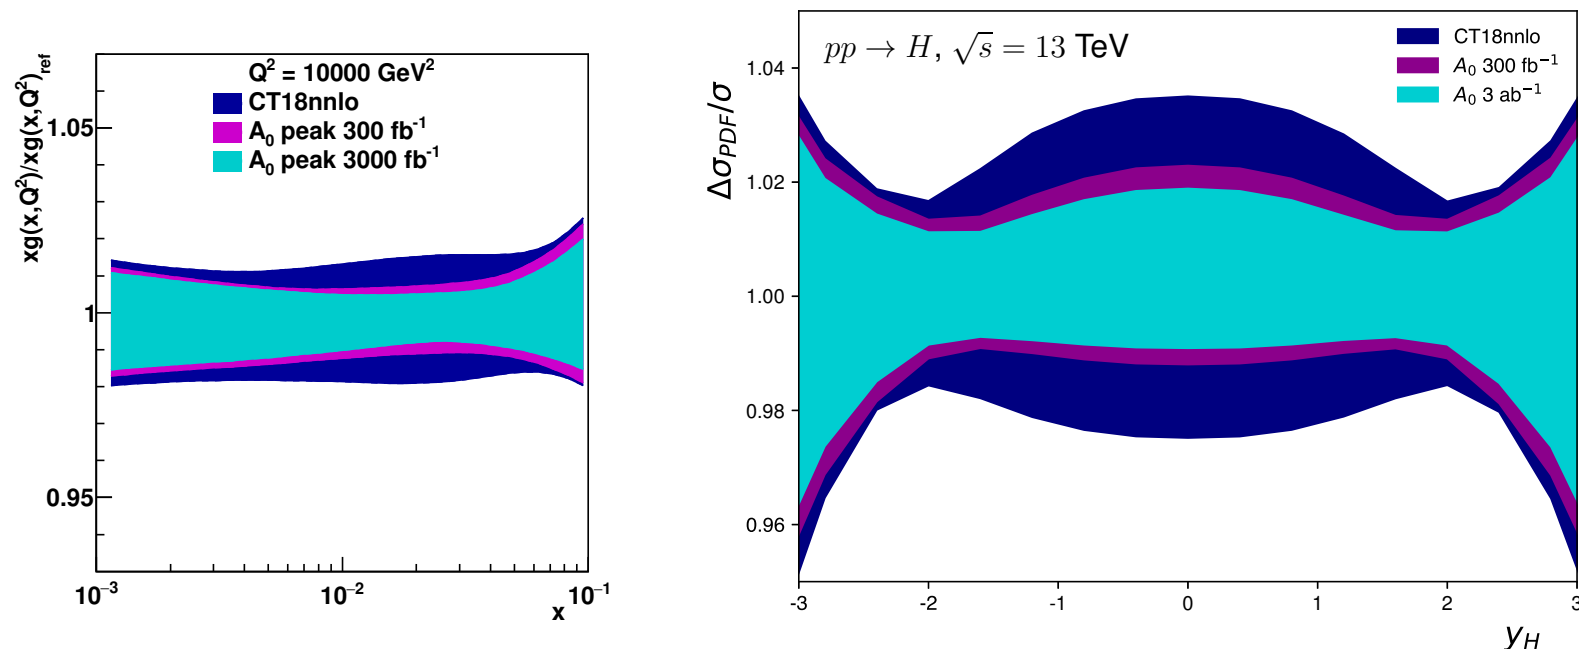 xg(x,Q²)/xg(x,Q²)ref
Q² = 10000 GeV²
CT18nnlo
A₀ peak 300 fb⁻¹
A₀ peak 3000 fb⁻¹
1.05
1
0.95
10⁻³
10⁻²
10⁻¹
x
ΔσPDF/σ
pp → H, √s = 13 TeV
CT18nnlo
A₀ 300 fb⁻¹
A₀ 3 ab⁻¹
1.04
1.02
1.00
0.98
0.96
-3
-2
-1
0
1
2
3
yH